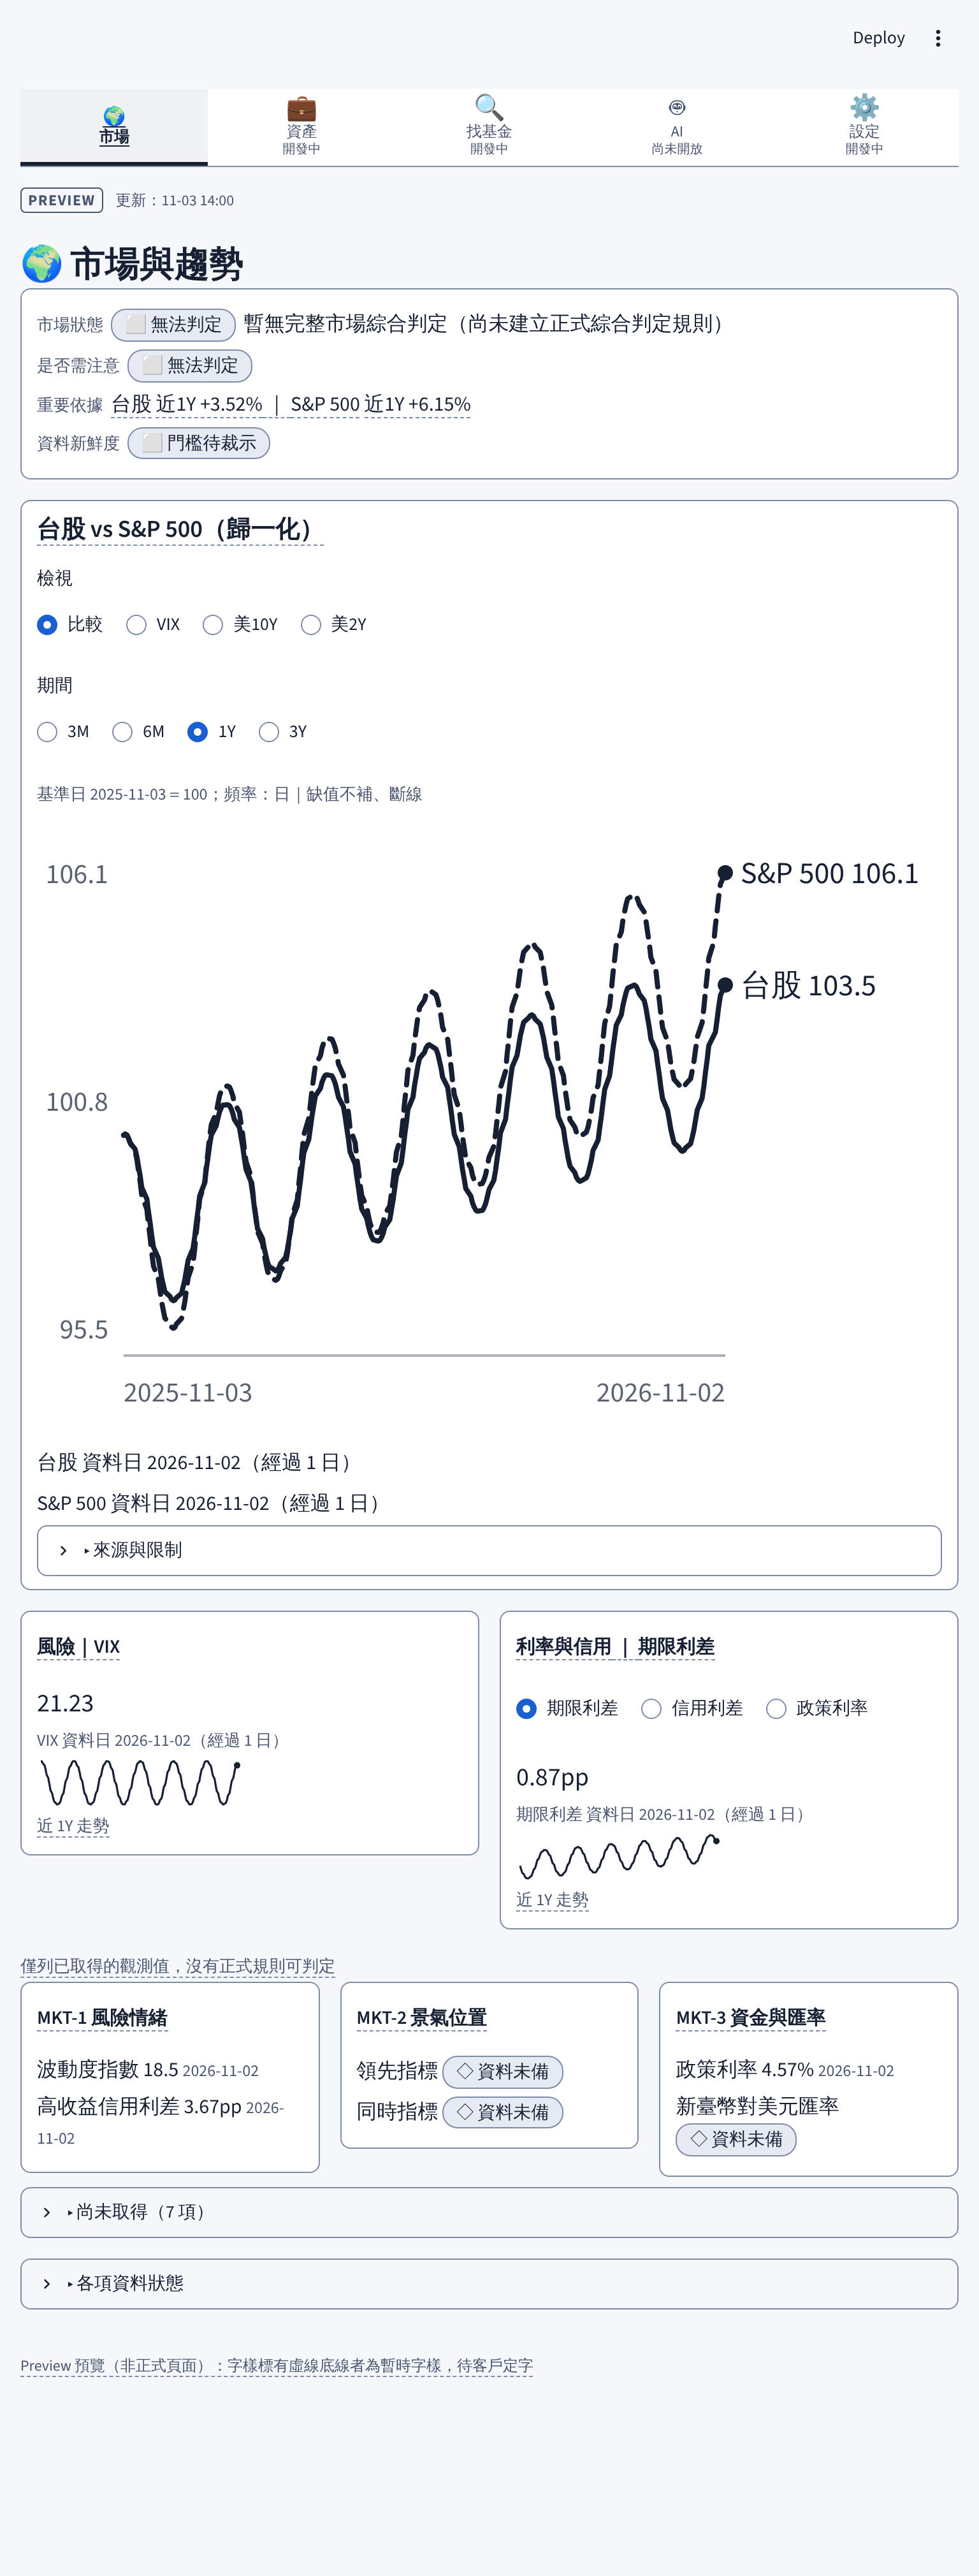 Deploy
市場
資產
開發中
找基金
開發中
AI
尚未開放
設定
開發中
PREVIEW 更新：11-03 14:00
市場與趨勢
市場狀態 無法判定 暫無完整市場綜合判定（尚未建立正式綜合判定規則）
是否需注意 無法判定
重要依據 台股 近1Y +3.52% ｜ S&P 500 近1Y +6.15%
資料新鮮度 門檻待裁示
台股 vs S&P 500（歸一化）
檢視
比較 VIX 美10Y 美2Y
期間
3M 6M 1Y 3Y
基準日 2025-11-03＝100；頻率：日｜缺值不補、斷線
106.1
S&P 500 106.1
台股 103.5
100.8
95.5
2025-11-03 2026-11-02
台股 資料日 2026-11-02（經過 1 日）
S&P 500 資料日 2026-11-02（經過 1 日）
▸ 來源與限制
風險｜VIX
21.23
VIX 資料日 2026-11-02（經過 1 日）
近 1Y 走勢
利率與信用 ｜ 期限利差
期限利差 信用利差 政策利率
0.87pp
期限利差 資料日 2026-11-02（經過 1 日）
近 1Y 走勢
僅列已取得的觀測值，沒有正式規則可判定
MKT-1 風險情緒
波動度指數 18.5 2026-11-02
高收益信用利差 3.67pp 2026-
11-02
MKT-2 景氣位置
領先指標 ◇ 資料未備
同時指標 ◇ 資料未備
MKT-3 資金與匯率
政策利率 4.57% 2026-11-02
新臺幣對美元匯率
◇ 資料未備
▸ 尚未取得（7 項）
▸ 各項資料狀態
Preview 預覽（非正式頁面）：字樣標有虛線底線者為暫時字樣，待客戶定字